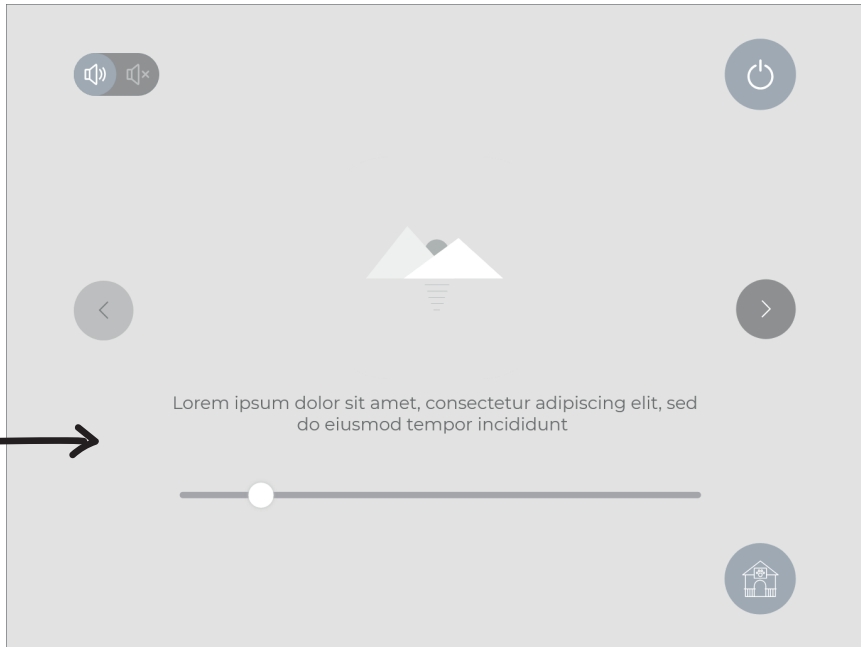 Lorem ipsum dolor sit amet, consectetur adipiscing elit, sed
do eiusmod tempor incididunt